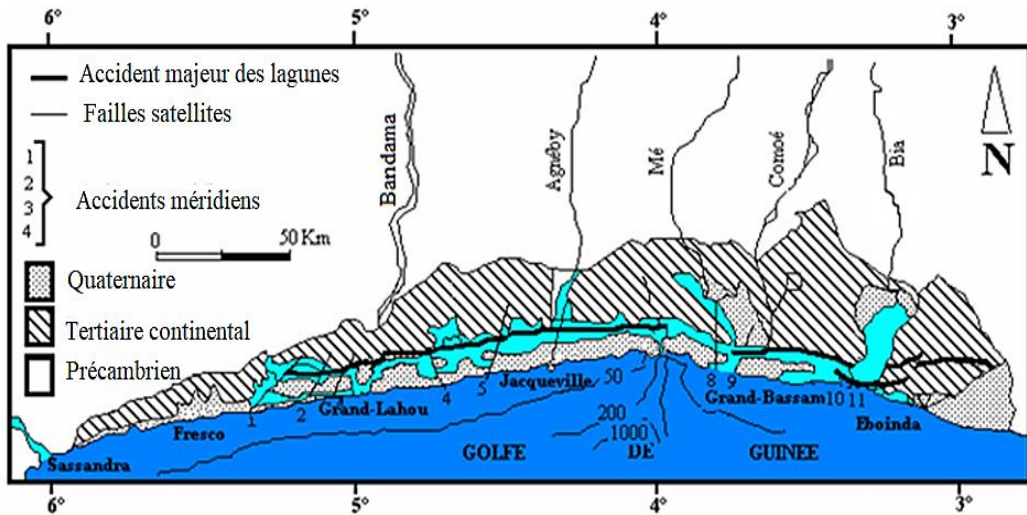 6° 5° 4° 3°
Accident majeur des lagunes
Failles satellites
1
2
3
4
Accidents méridiens
0 50 Km
Quaternaire
Tertiaire continental
Précambrien
Bandama
Agnéby
Mé
Comoé
Bia
N
Sassandra
Fresco
1
2
Grand-Lahou
4
5
Jacqueville
50
200
1000
8
9
Grand-Bassam
10
11
Eboinda
GOLFE DE GUINEE
6° 5° 4° 3°